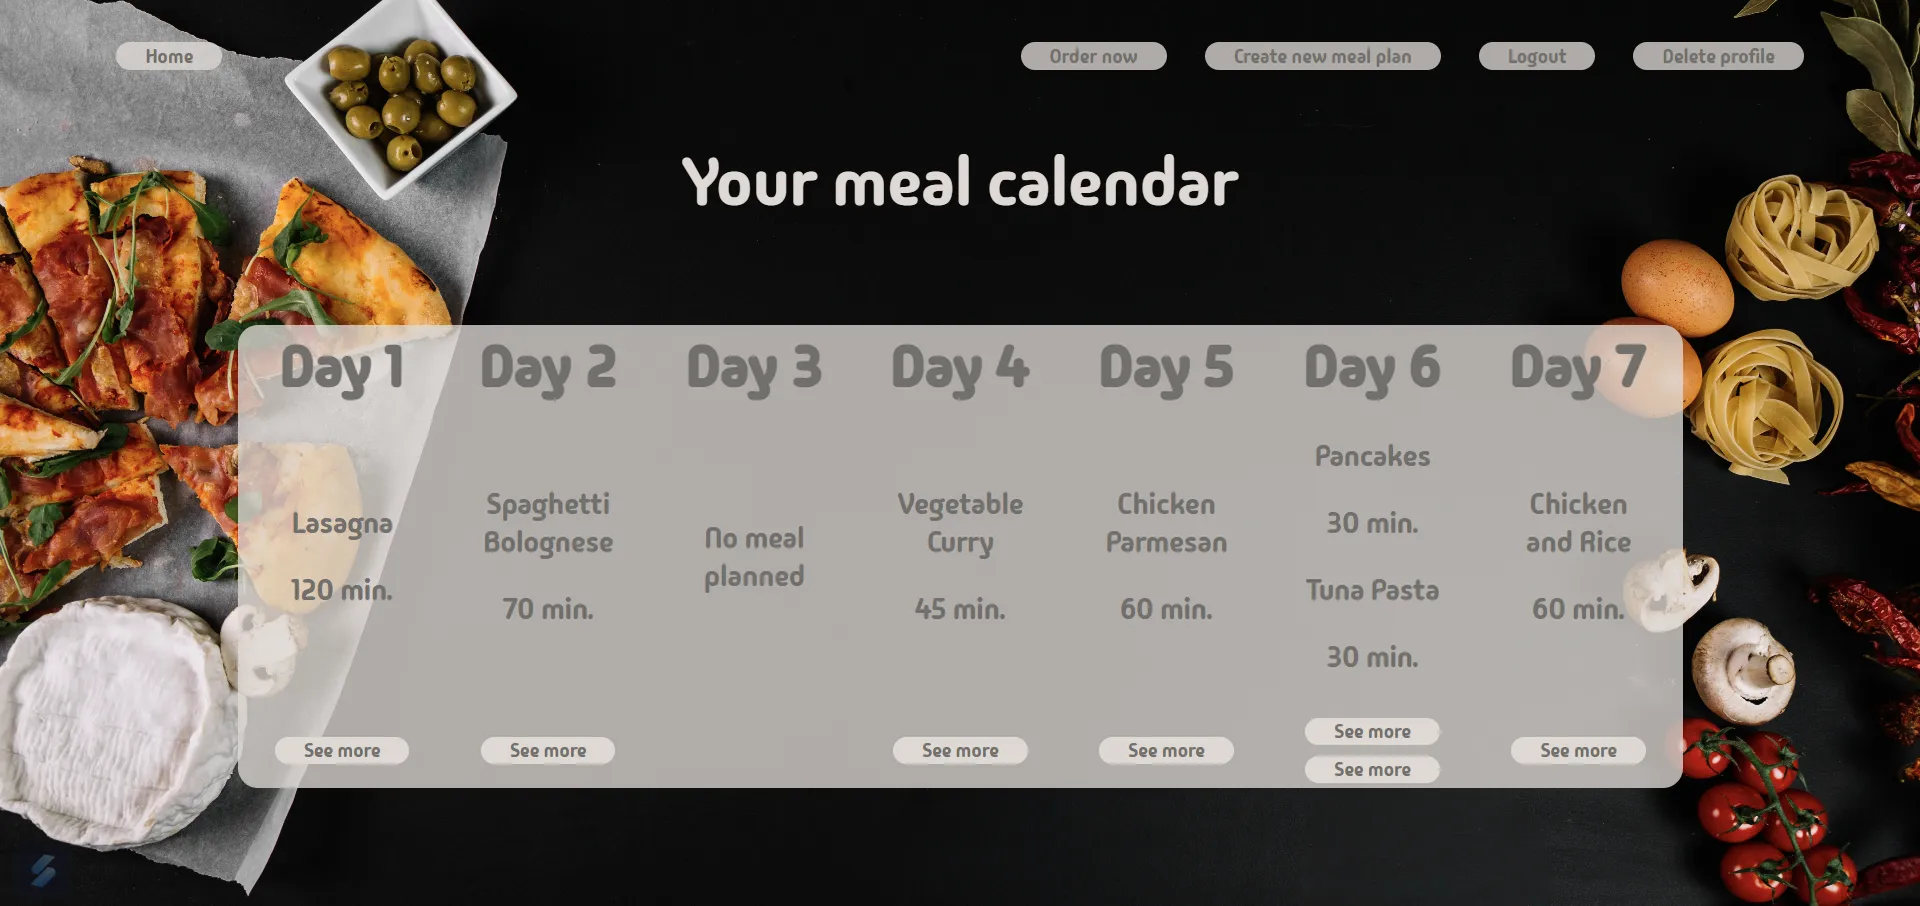 Home
Order now
Create new meal plan
Logout
Delete profile
Your meal calendar
Day 1
Lasagna
120 min.
See more
Day 2
Spaghetti
Bolognese
70 min.
See more
Day 3
No meal
planned
Day 4
Vegetable
Curry
45 min.
See more
Day 5
Chicken
Parmesan
60 min.
See more
Day 6
Pancakes
30 min.
Tuna Pasta
30 min.
See more
See more
Day 7
Chicken
and Rice
60 min.
See more